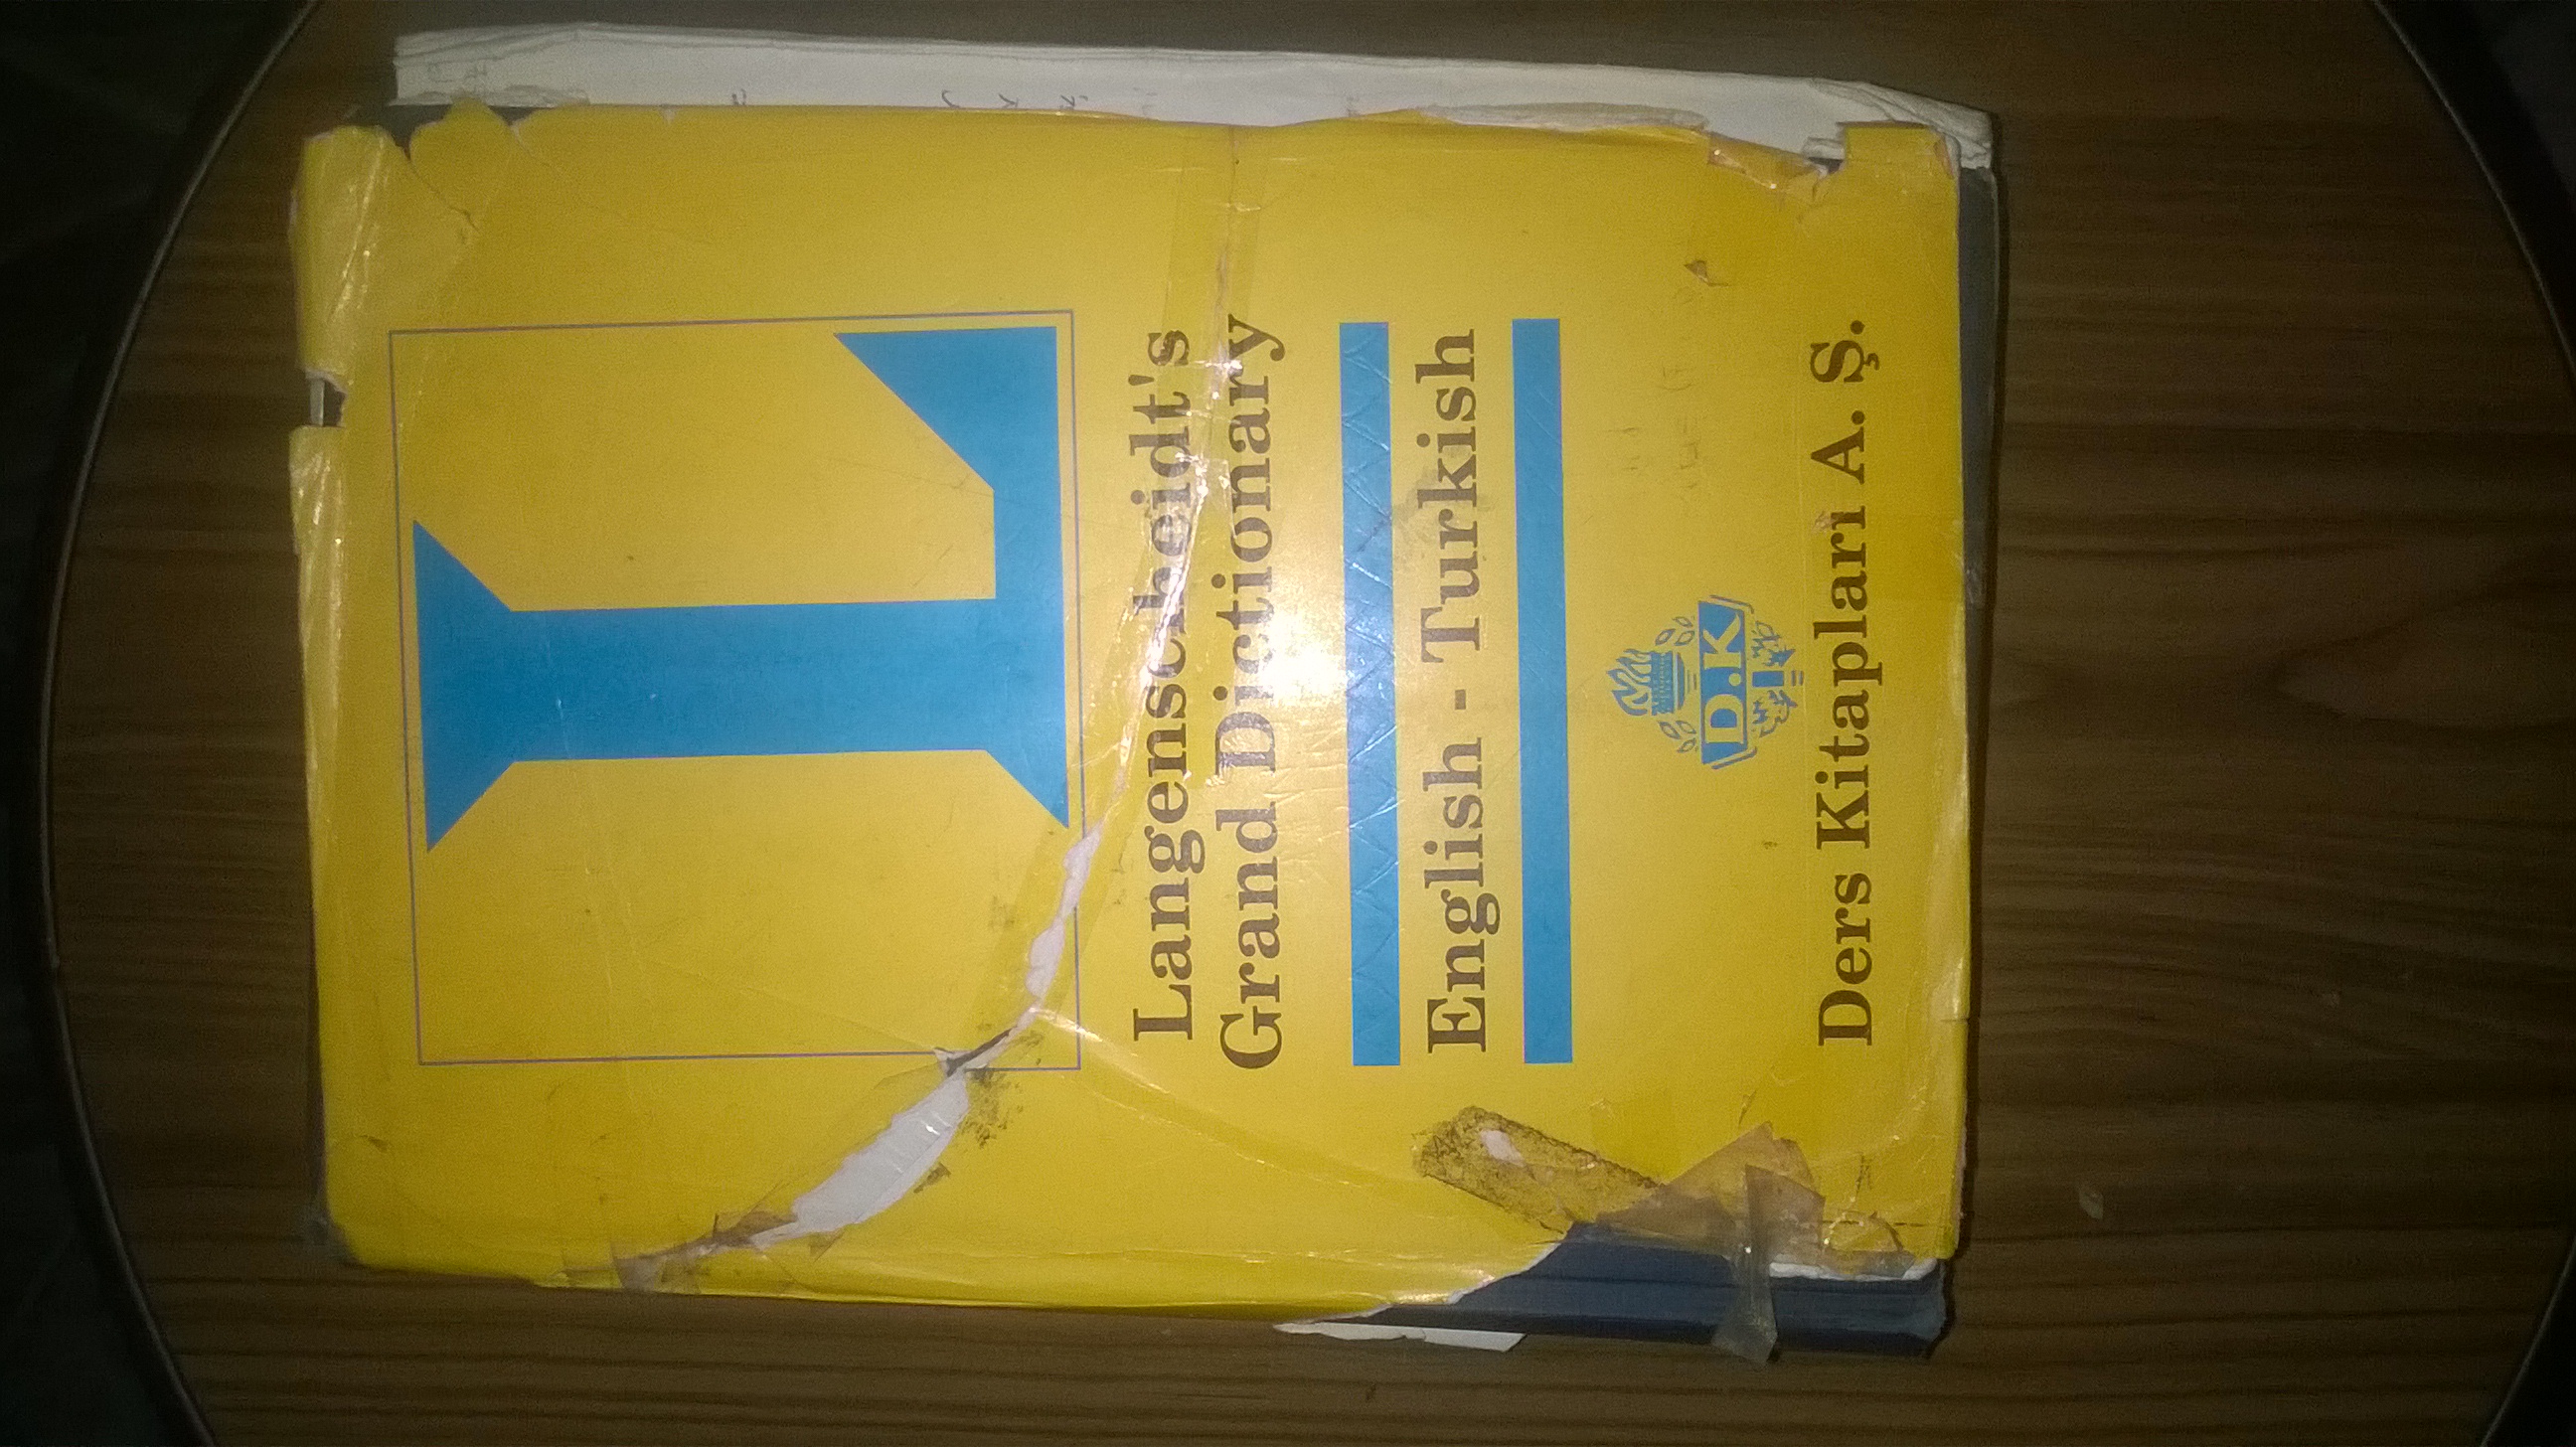 L
Langenscheidt's
Grand Dictionary
English - Turkish
D.K
Ders Kitapları A. Ş.